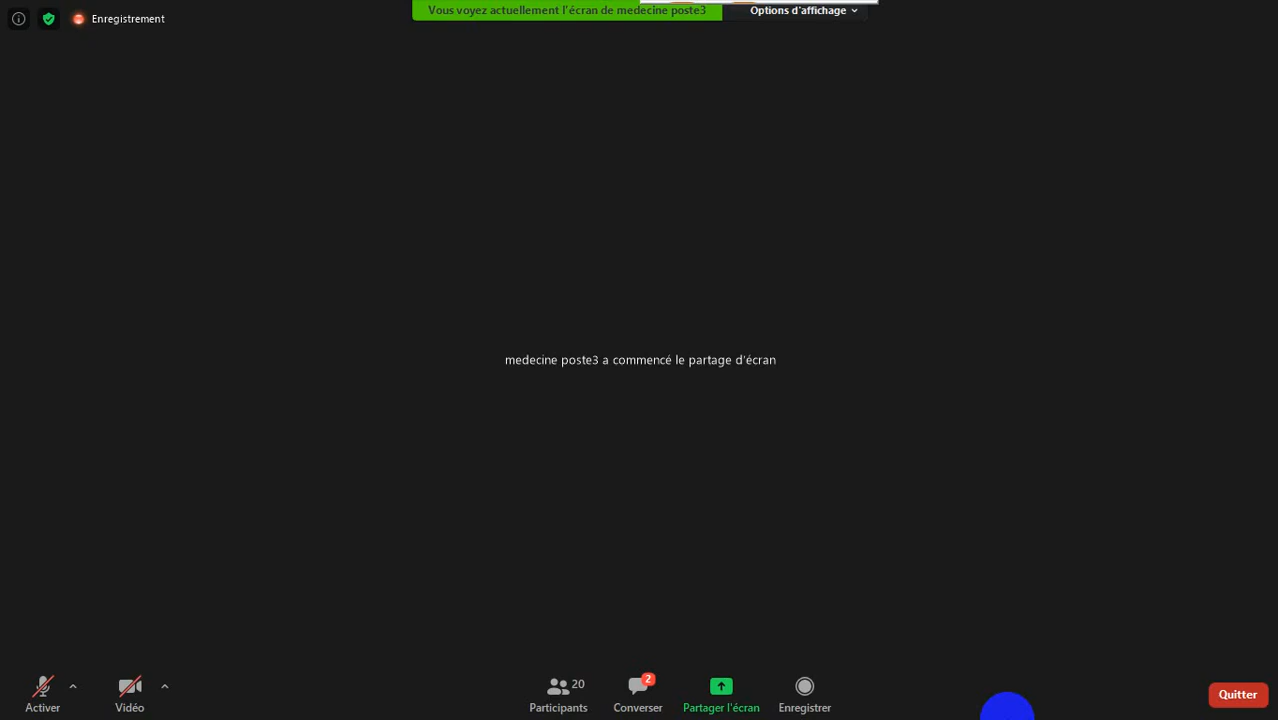 Enregistrement
Vous voyez actuellement l'écran de medecine poste3
Options d'affichage
medecine poste3 a commencé le partage d'écran
Activer
Vidéo
20
Participants
2
Converser
Partager l'écran
Enregistrer
Quitter